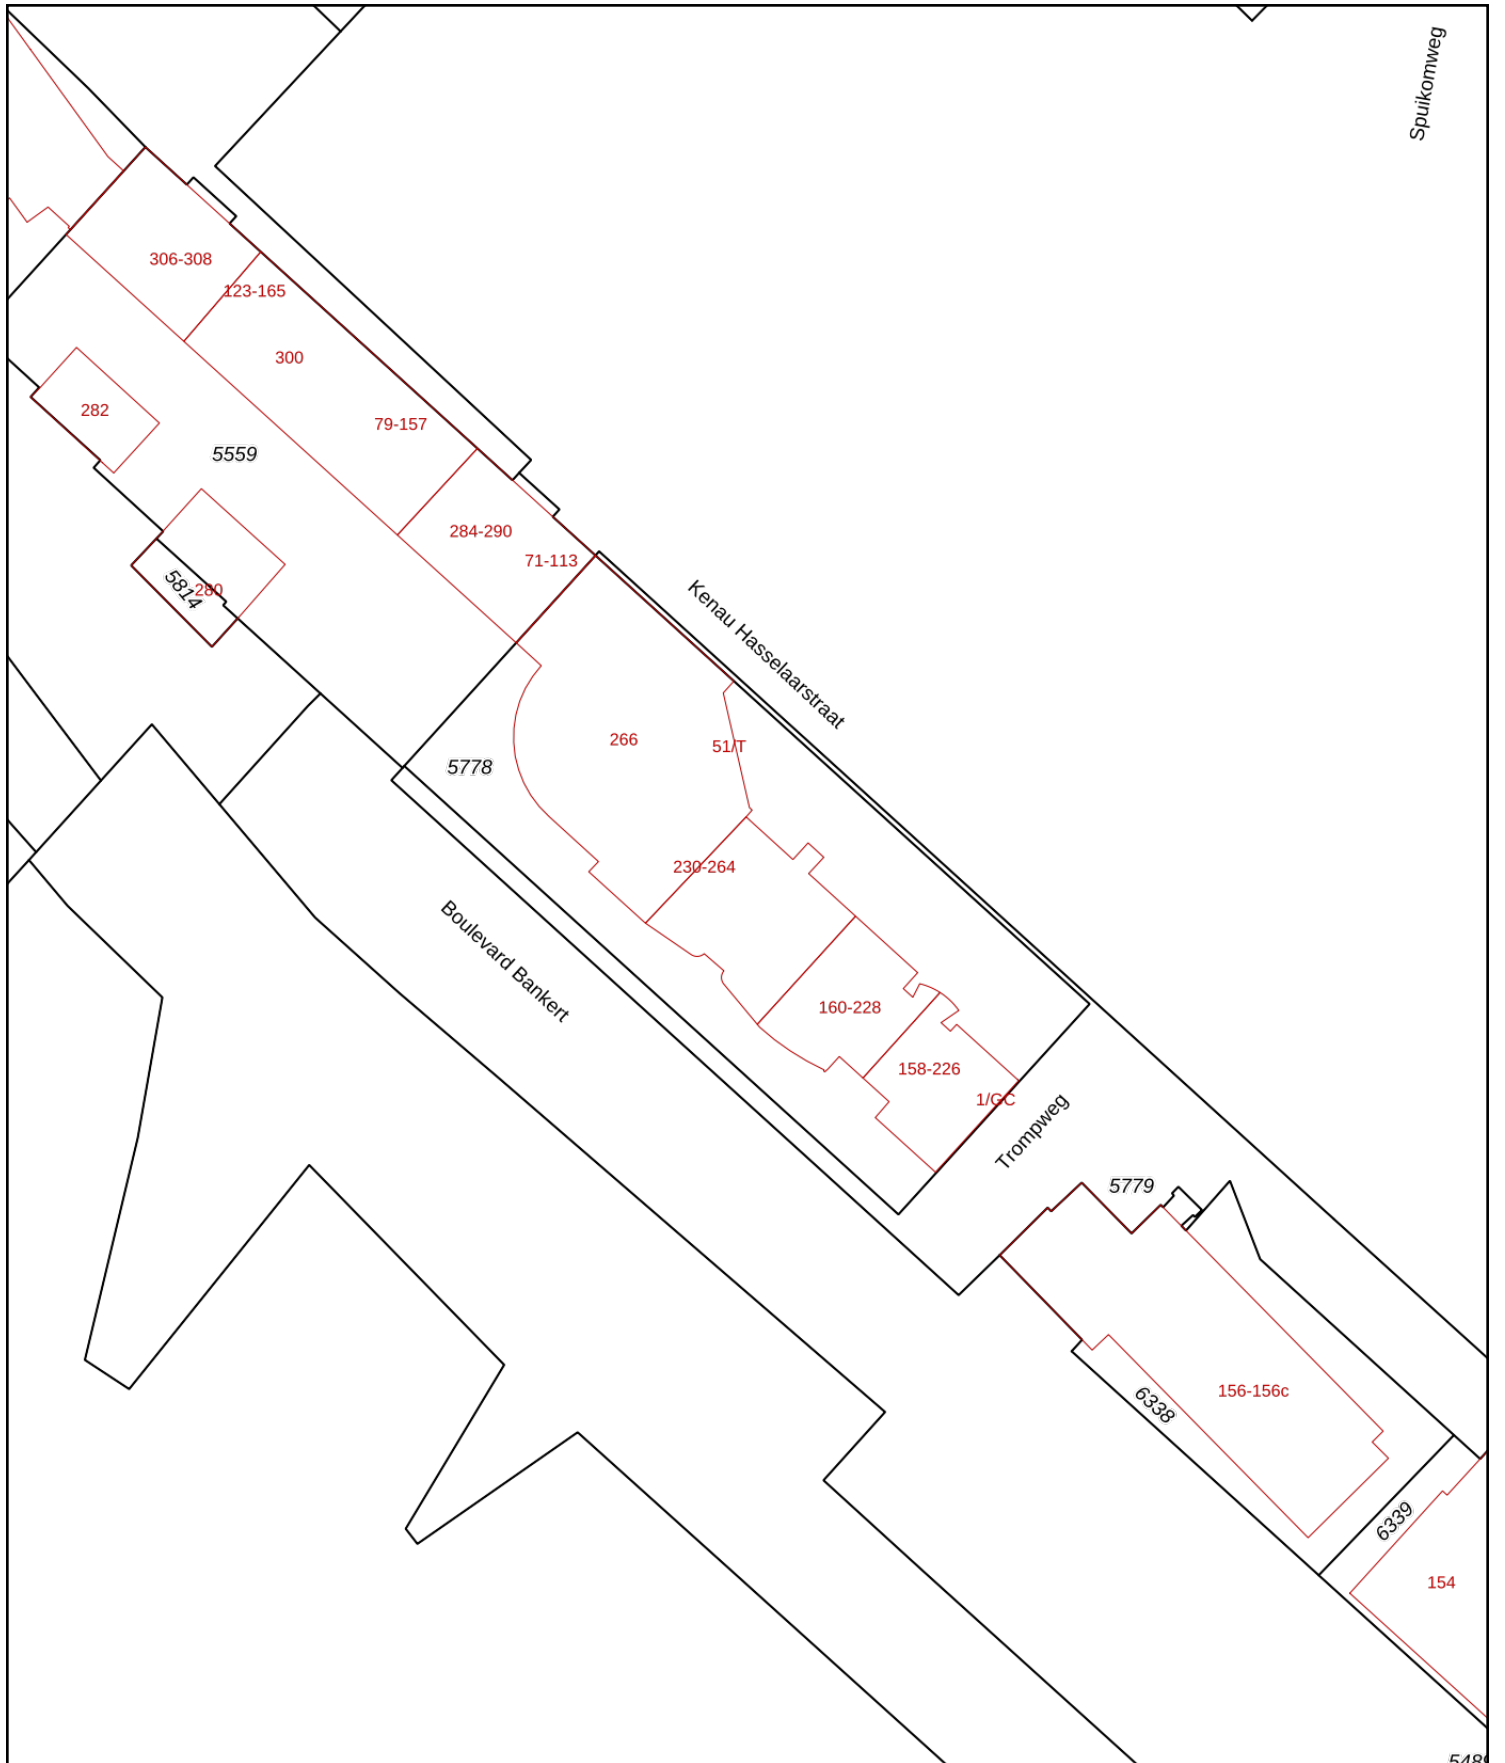 Spuikomweg
306-308
123-165
300
282
79-157
5559
284-290
71-113
280
5814
Kenau Hasselaarstraat
266
51/T
5778
230-264
Boulevard Bankert
160-228
158-226
1/GC
Trompweg
5779
156-156c
6338
6339
154